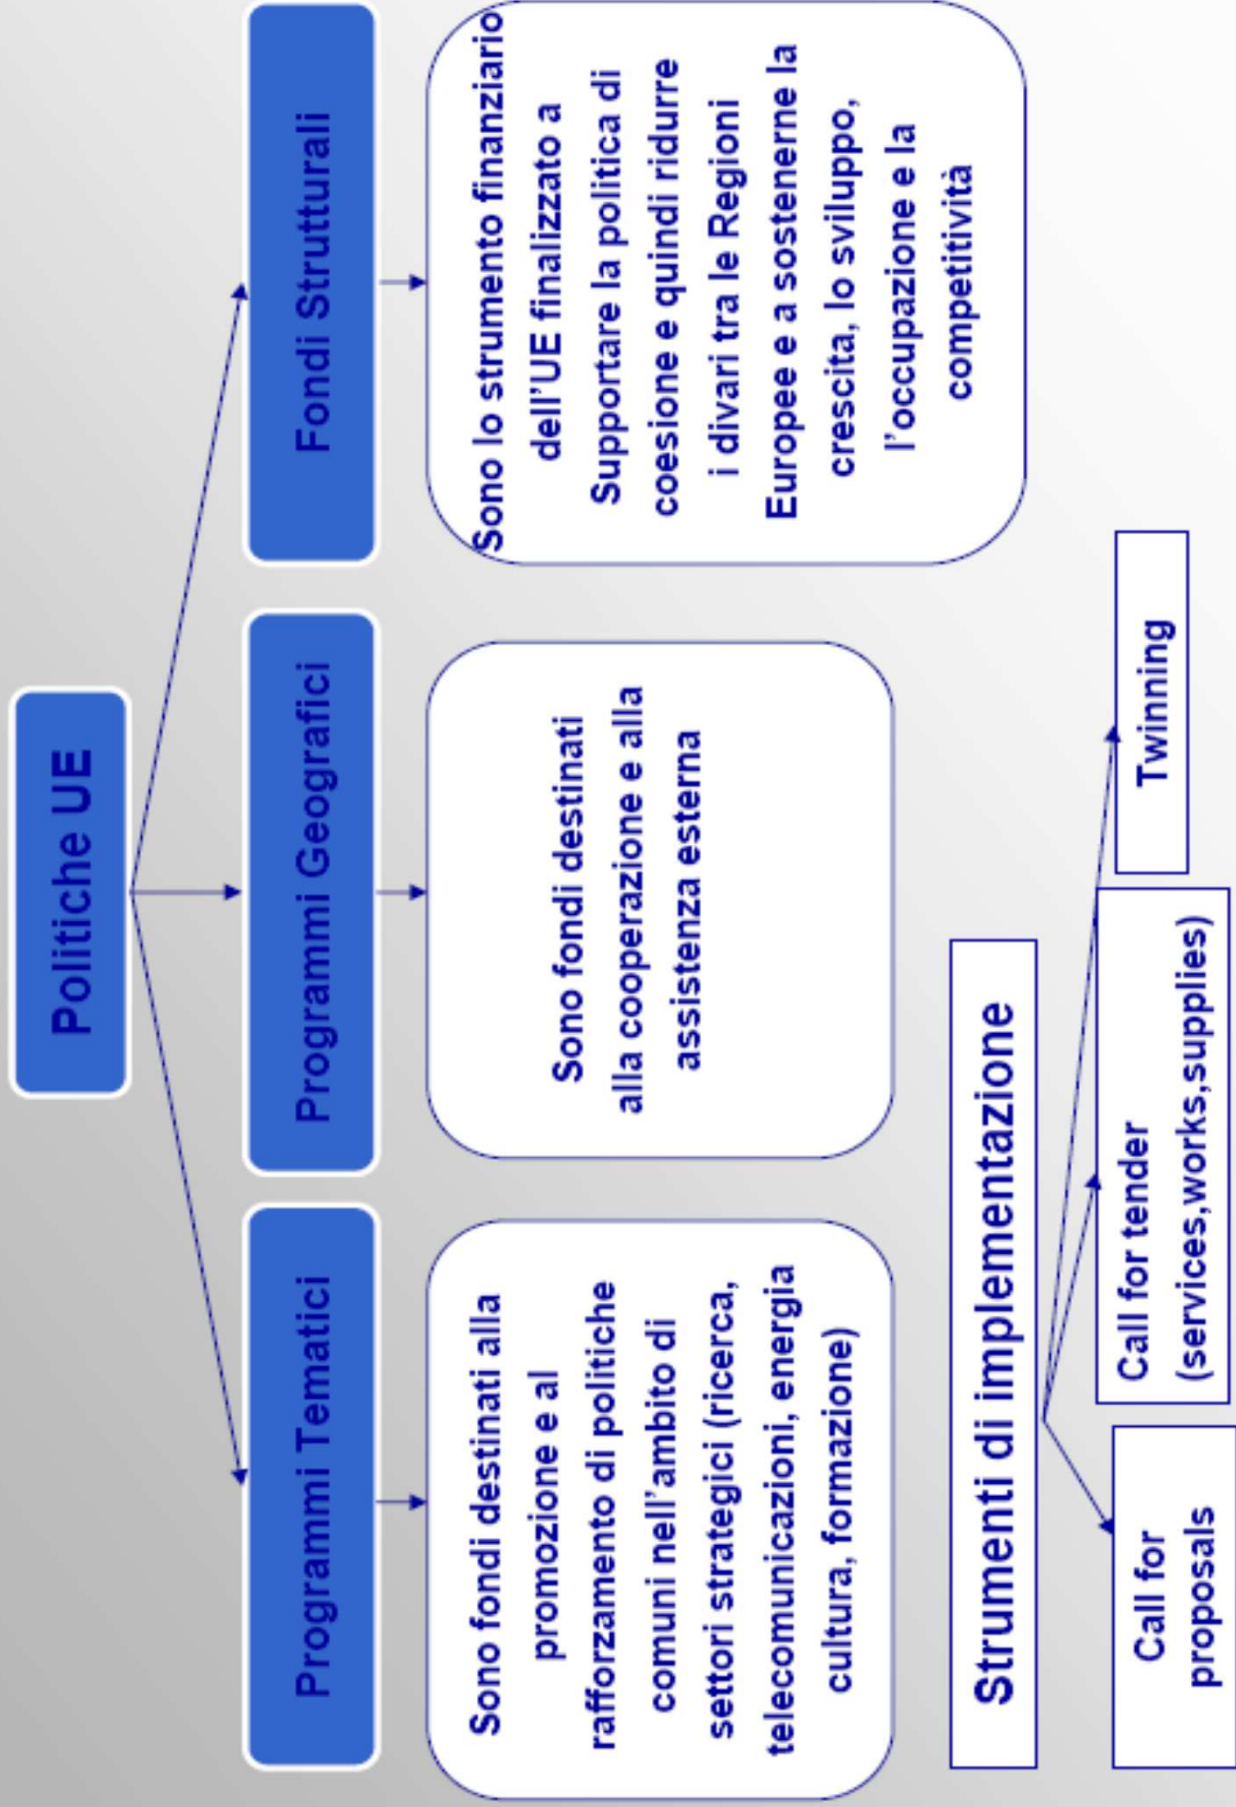 Politiche UE
Programmi Tematici
Programmi Geografici
Fondi Strutturali
Sono fondi destinati alla
promozione e al
rafforzamento di politiche
comuni nell'ambito di
settori strategici (ricerca,
telecomunicazioni, energia
cultura, formazione)
Sono fondi destinati
alla cooperazione e alla
assistenza esterna
Sono lo strumento finanziario
dell'UE finalizzato a
Supportare la politica di
coesione e quindi ridurre
i divari tra le Regioni
Europee e a sostenerne la
crescita, lo sviluppo,
l'occupazione e la
competitività
Strumenti di implementazione
Call for
proposals
Call for tender
(services,works,supplies)
Twinning